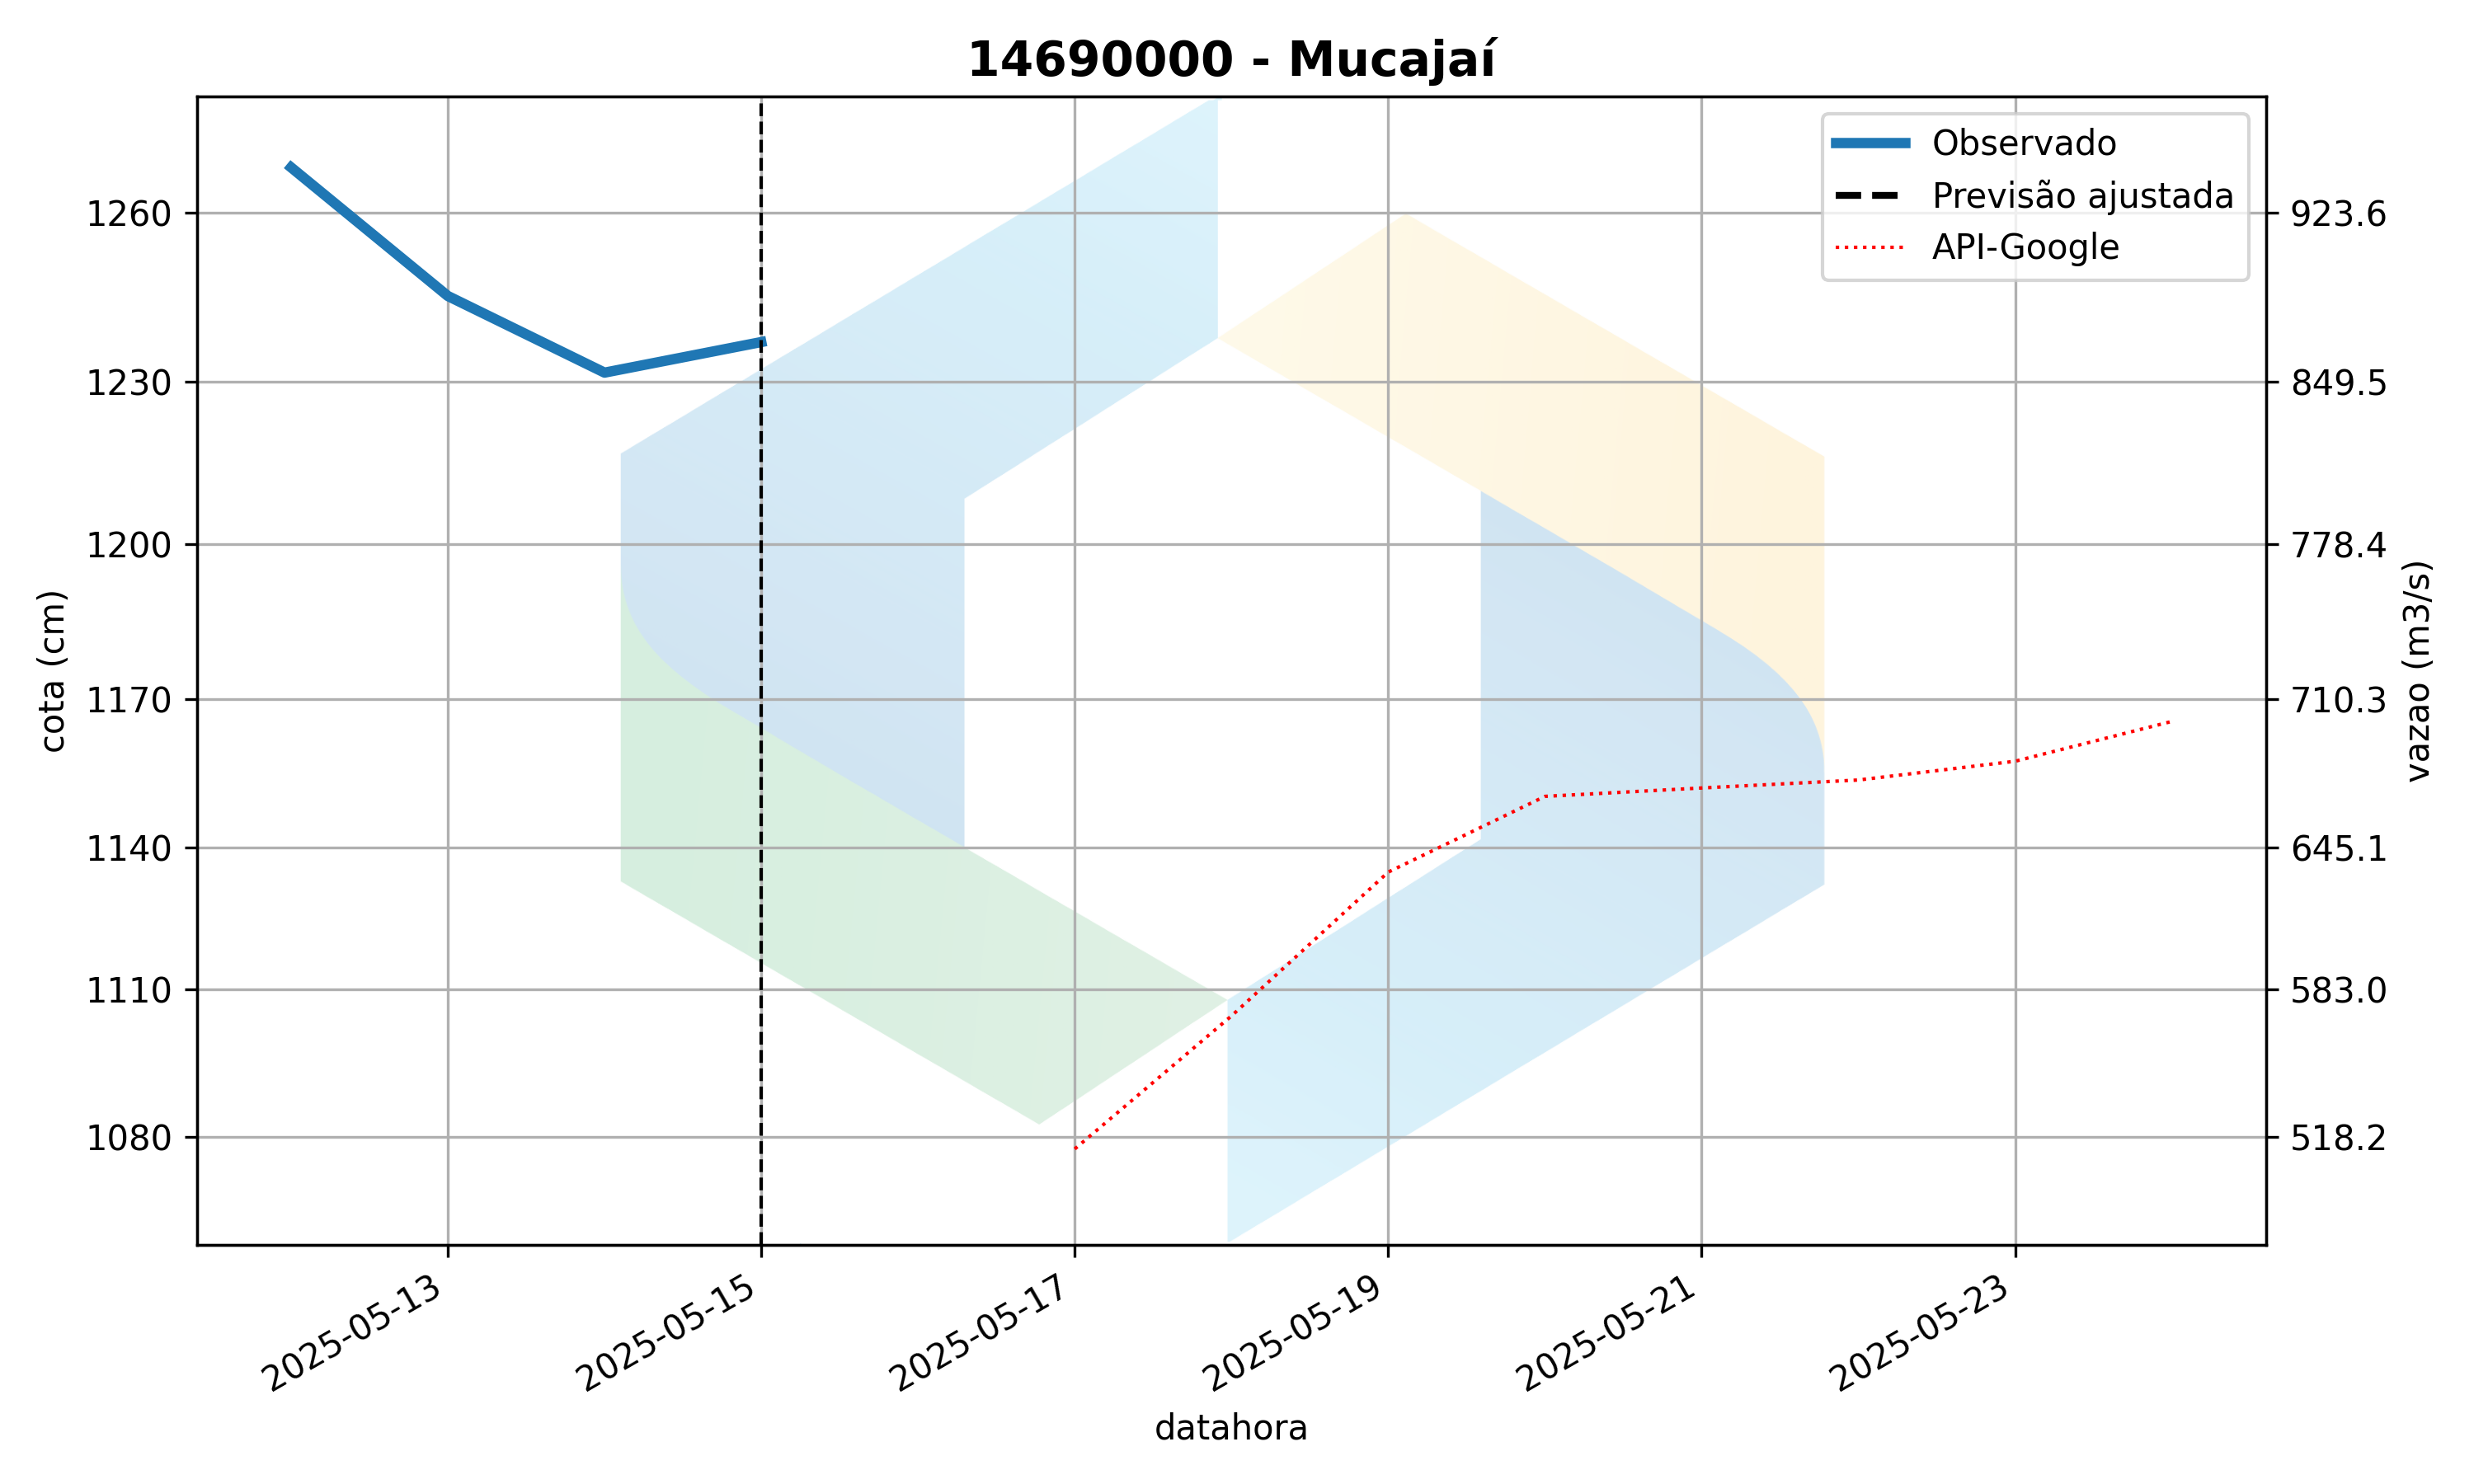 14690000 - Mucajaí
Observado
Previsão ajustada
API-Google
1260
1230
1200
1170
1140
1110
1080
cota (cm)
923.6
849.5
778.4
710.3
645.1
583.0
518.2
vazao (m3/s)
2025-05-13
2025-05-15
2025-05-17
2025-05-19
2025-05-21
2025-05-23
datahora